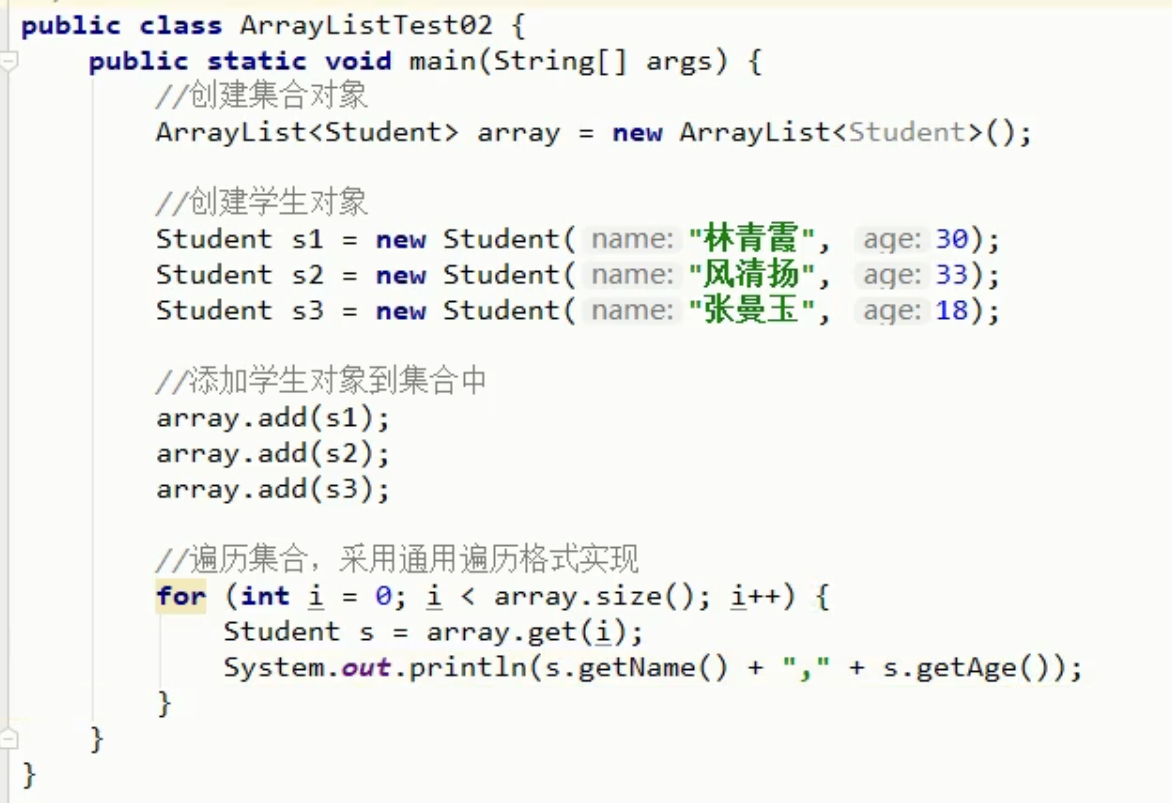 public class ArrayListTest02 {
    public static void main(String[] args) {
        //创建集合对象
        ArrayList<Student> array = new ArrayList<Student>();

        //创建学生对象
        Student s1 = new Student( name: "林青霞", age: 30);
        Student s2 = new Student( name: "风清扬", age: 33);
        Student s3 = new Student( name: "张曼玉", age: 18);

        //添加学生对象到集合中
        array.add(s1);
        array.add(s2);
        array.add(s3);

        //遍历集合，采用通用遍历格式实现
        for (int i = 0; i < array.size(); i++) {
            Student s = array.get(i);
            System.out.println(s.getName() + "," + s.getAge());
        }
    }
}